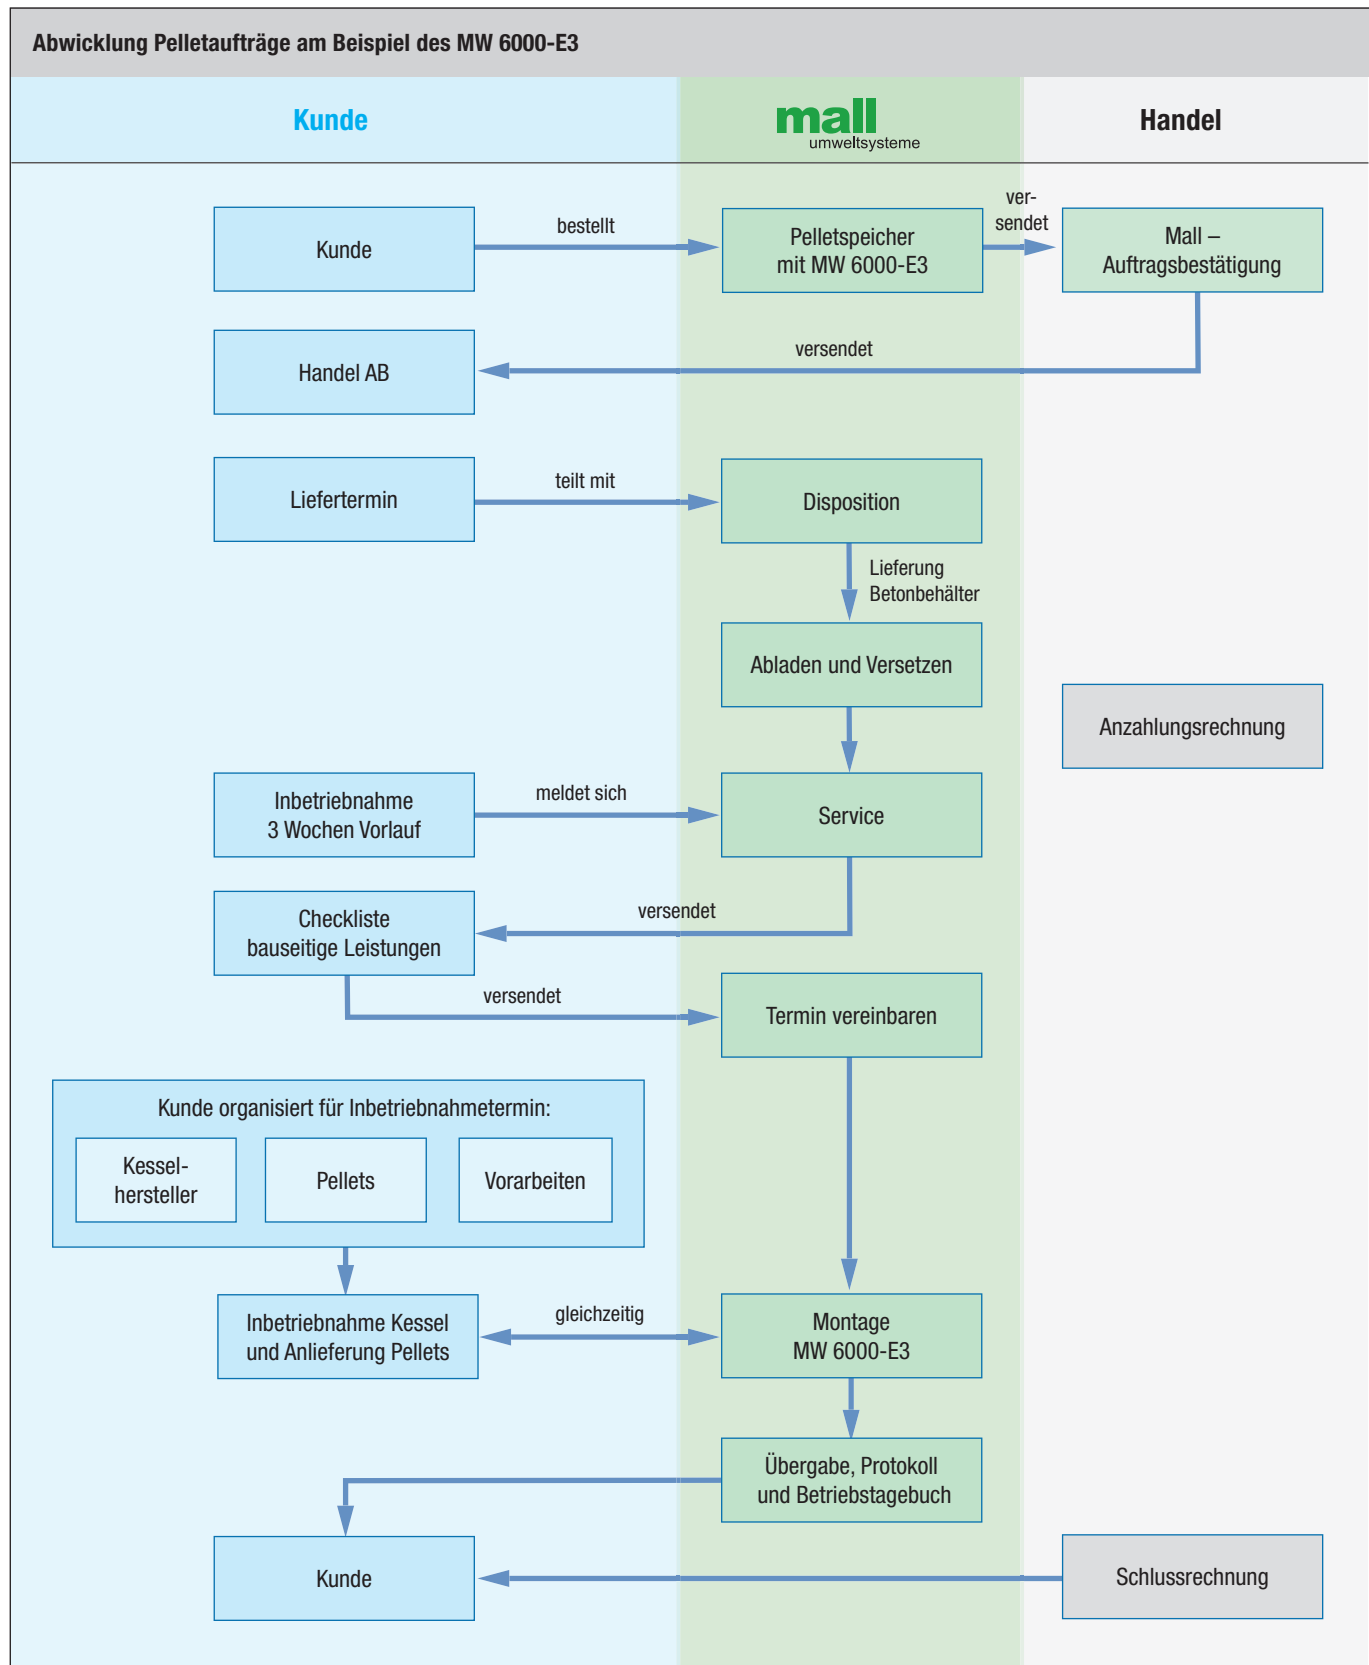 Abwicklung Pelletaufträge am Beispiel des MW 6000-E3
Kunde
mall
umweltsysteme
Handel
Kunde
bestellt
Pelletspeicher
mit MW 6000-E3
ver-
sendet
Mall –
Auftragsbestätigung
Handel AB
versendet
Liefertermin
teilt mit
Disposition
Lieferung
Betonbehälter
Abladen und Versetzen
Anzahlungsrechnung
Inbetriebnahme
3 Wochen Vorlauf
meldet sich
Service
Checkliste
bauseitige Leistungen
versendet
versendet
Termin vereinbaren
Kunde organisiert für Inbetriebnahmetermin:
Kessel-
hersteller
Pellets
Vorarbeiten
Inbetriebnahme Kessel
und Anlieferung Pellets
gleichzeitig
Montage
MW 6000-E3
Übergabe, Protokoll
und Betriebstagebuch
Kunde
Schlussrechnung